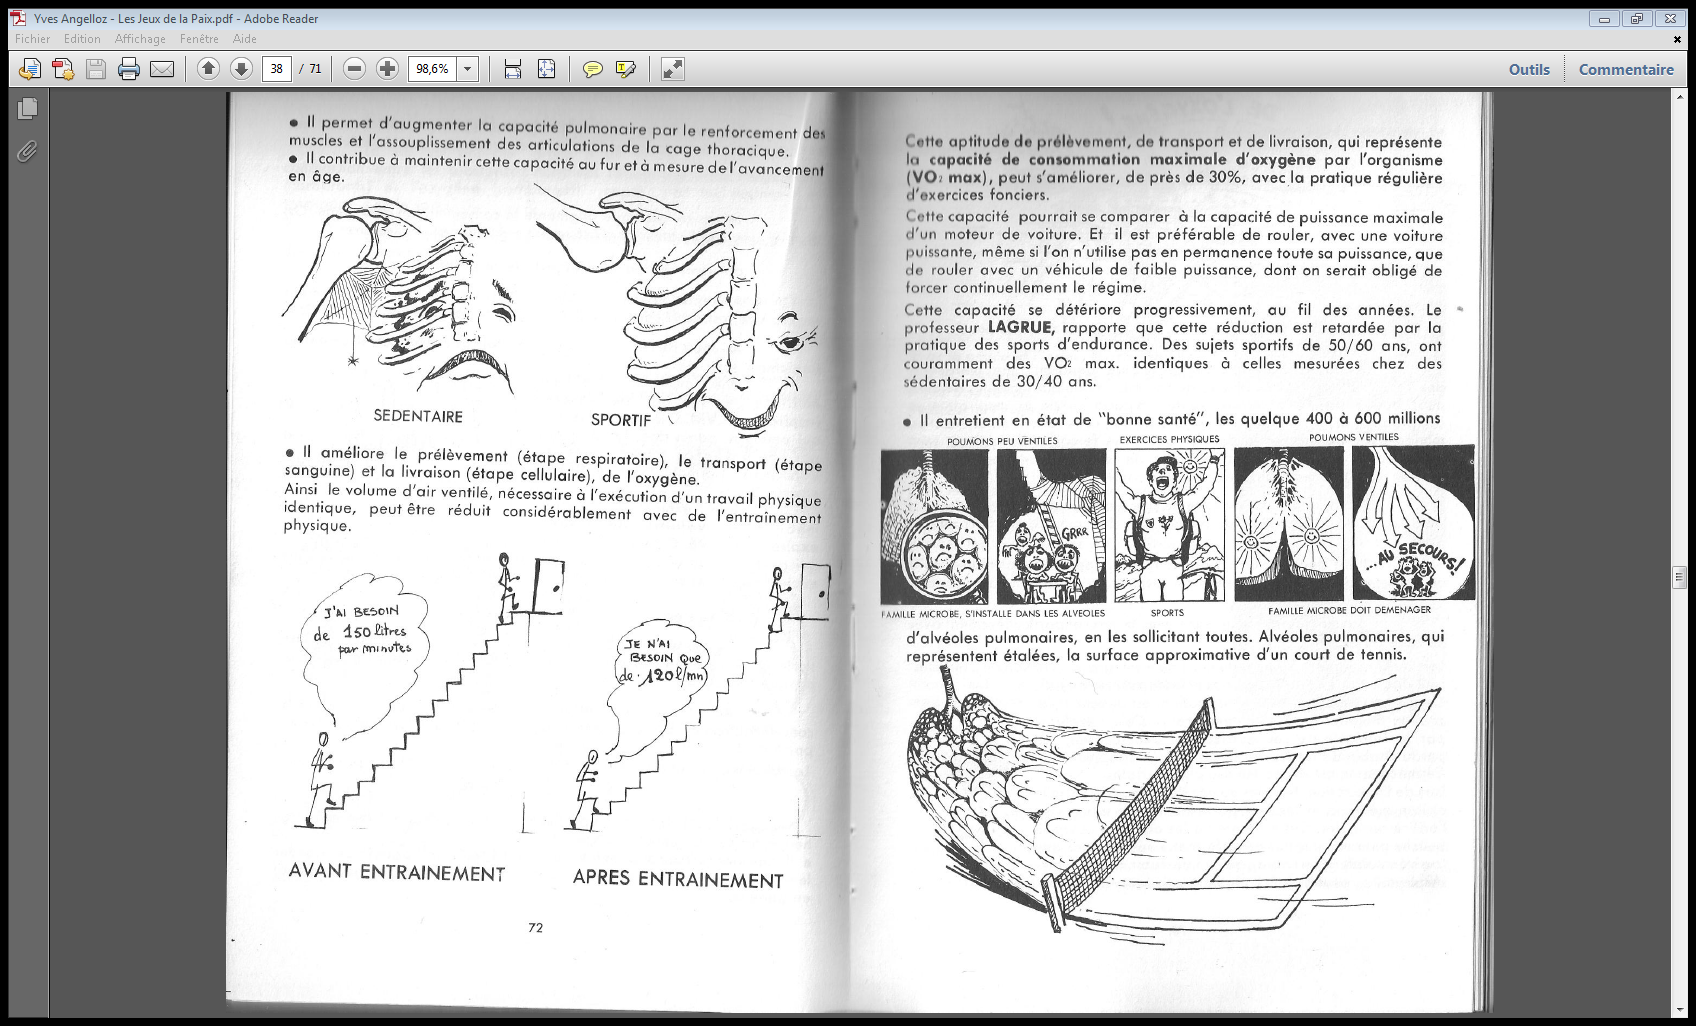 Yves Angelloz - Les Jeux de la Paix.pdf - Adobe Reader
Fichier Edition Affichage Fenêtre Aide
38 / 71 98,6% Outils Commentaire
• Il permet d'augmenter la capacité pulmonaire par le renforcement des
muscles et l'assouplissement des articulations de la cage thoracique.
• Il contribue à maintenir cette capacité au fur et à mesure de l'avancement
en âge.
SEDENTAIRE
SPORTIF
• Il améliore le prélèvement (étape respiratoire), le transport (étape
sanguine) et la livraison (étape cellulaire), de l'oxygène.
Ainsi le volume d'air ventilé, nécessaire à l'exécution d'un travail physique
identique, peut être réduit considérablement avec de l'entraînement
physique.
J'AI BESOIN
de 150 litres
par minutes
JE N'AI
BESOIN QUE
de 120 l/mn
AVANT ENTRAINEMENT
APRES ENTRAINEMENT
72
Cette aptitude de prélèvement, de transport et de livraison, qui représente
la capacité de consommation maximale d'oxygène par l'organisme
(VO2 max), peut s'améliorer, de près de 30%, avec la pratique régulière
d'exercices fonciers.
Cette capacité pourrait se comparer à la capacité de puissance maximale
d'un moteur de voiture. Et il est préférable de rouler, avec une voiture
puissante, même si l'on n'utilise pas en permanence toute sa puissance, que
de rouler avec un véhicule de faible puissance, dont on serait obligé de
forcer continuellement le régime.
Cette capacité se détériore progressivement, au fil des années. Le
professeur LAGRUE, rapporte que cette réduction est retardée par la
pratique des sports d'endurance. Des sujets sportifs de 50/60 ans, ont
couramment des VO2 max. identiques à celles mesurées chez des
sédentaires de 30/40 ans.
• Il entretient en état de "bonne santé", les quelque 400 à 600 millions
POUMONS PEU VENTILES
EXERCICES PHYSIQUES
POUMONS VENTILES
GRRR
...AU SECOURS!
FAMILLE MICROBE, S'INSTALLE DANS LES ALVEOLES
SPORTS
FAMILLE MICROBE DOIT DEMENAGER
d'alvéoles pulmonaires, en les sollicitant toutes. Alvéoles pulmonaires, qui
représentent étalées, la surface approximative d'un court de tennis.